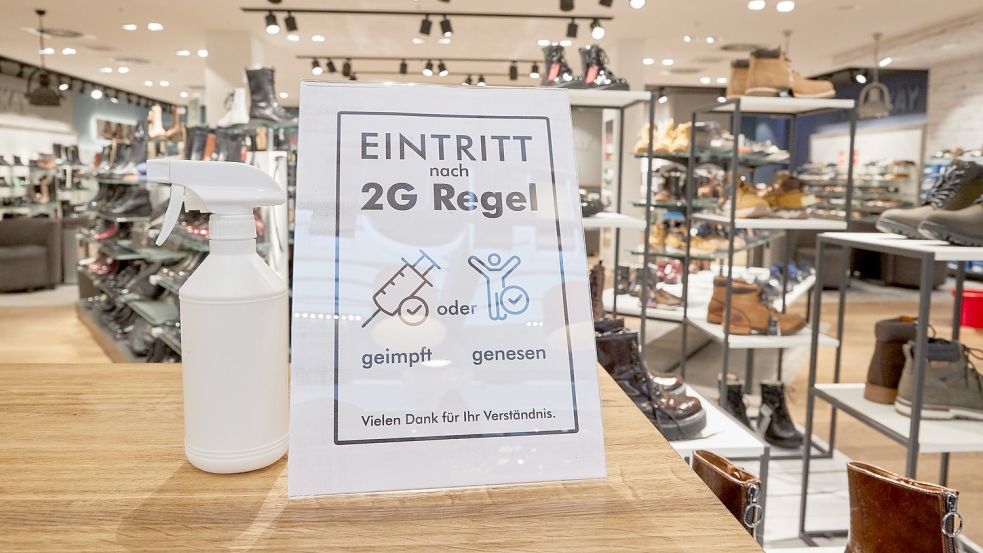 EINTRITT
nach
2G Regel
oder
geimpft genesen
Vielen Dank für Ihr Verständnis.